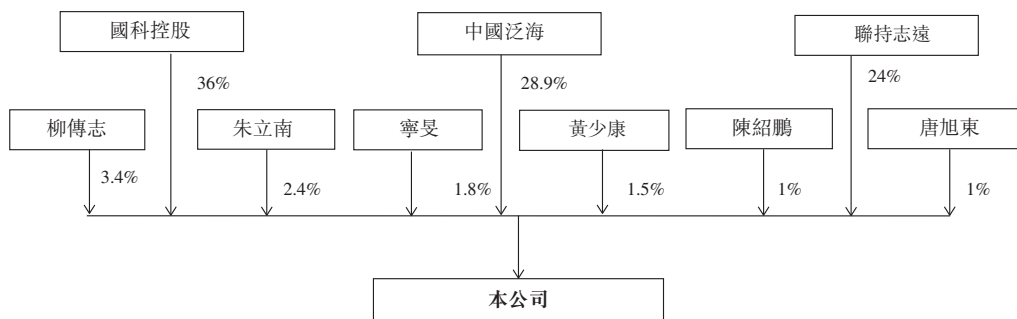 國科控股
中國泛海
聯持志遠
36%
28.9%
24%
柳傳志
朱立南
寧旻
黃少康
陳紹鵬
唐旭東
3.4%
2.4%
1.8%
1.5%
1%
1%
本公司